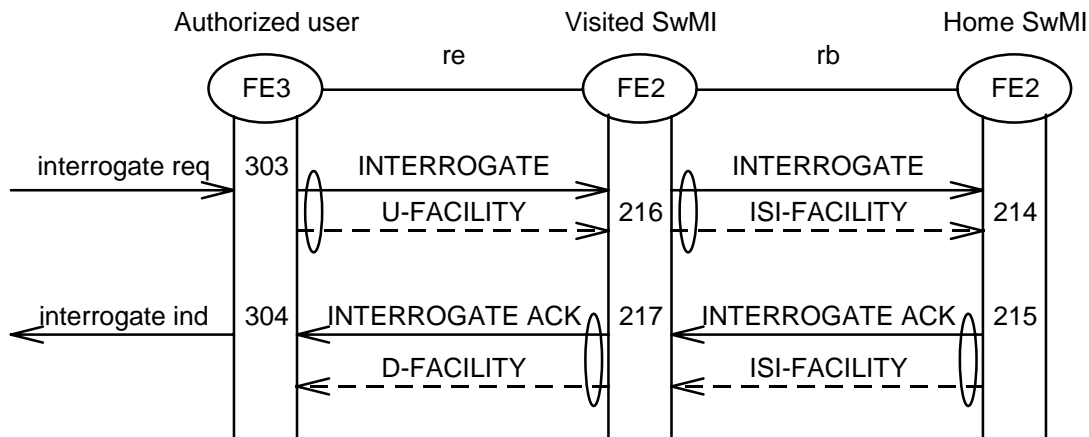 Authorized user Visited SwMI Home SwMI
re rb
FE3 FE2 FE2
interrogate req 303 INTERROGATE INTERROGATE
U-FACILITY 216 ISI-FACILITY 214
interrogate ind 304 INTERROGATE ACK 217 INTERROGATE ACK 215
D-FACILITY ISI-FACILITY